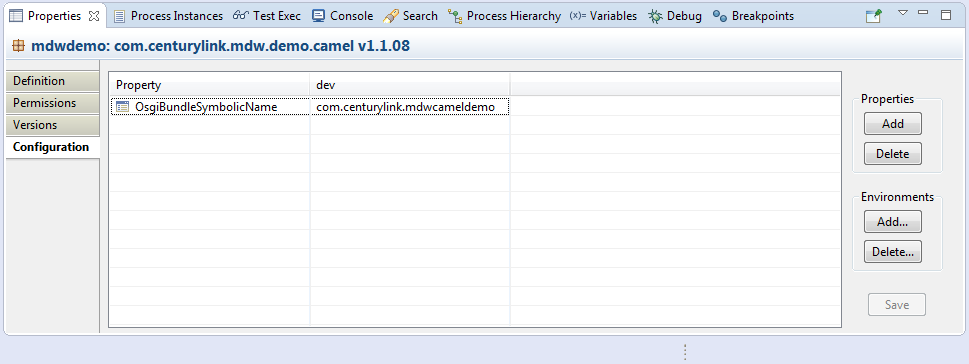 Properties Process Instances Test Exec Console Search Process Hierarchy (x)= Variables Debug Breakpoints
mdwdemo: com.centurylink.mdw.demo.camel v1.1.08
Definition
Permissions
Versions
Configuration
Property dev
OsgiBundleSymbolicName com.centurylink.mdwcameldemo
Properties
Add
Delete
Environments
Add...
Delete...
Save